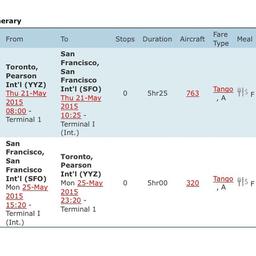 nerary
From To Stops Duration Aircraft Fare Type Meal
Toronto, Pearson Int'l (YYZ)
Thu 21-May 2015
08:00 -
Terminal 1
San Francisco, San Francisco Int'l (SFO)
Thu 21-May 2015
10:25 -
Terminal I (Int.)
0 5hr25 763 Tango, A F
San Francisco, San Francisco Int'l (SFO)
Mon 25-May 2015
15:20 -
Terminal I (Int.)
Toronto, Pearson Int'l (YYZ)
Mon 25-May 2015
23:20 -
Terminal 1
0 5hr00 320 Tango, A F